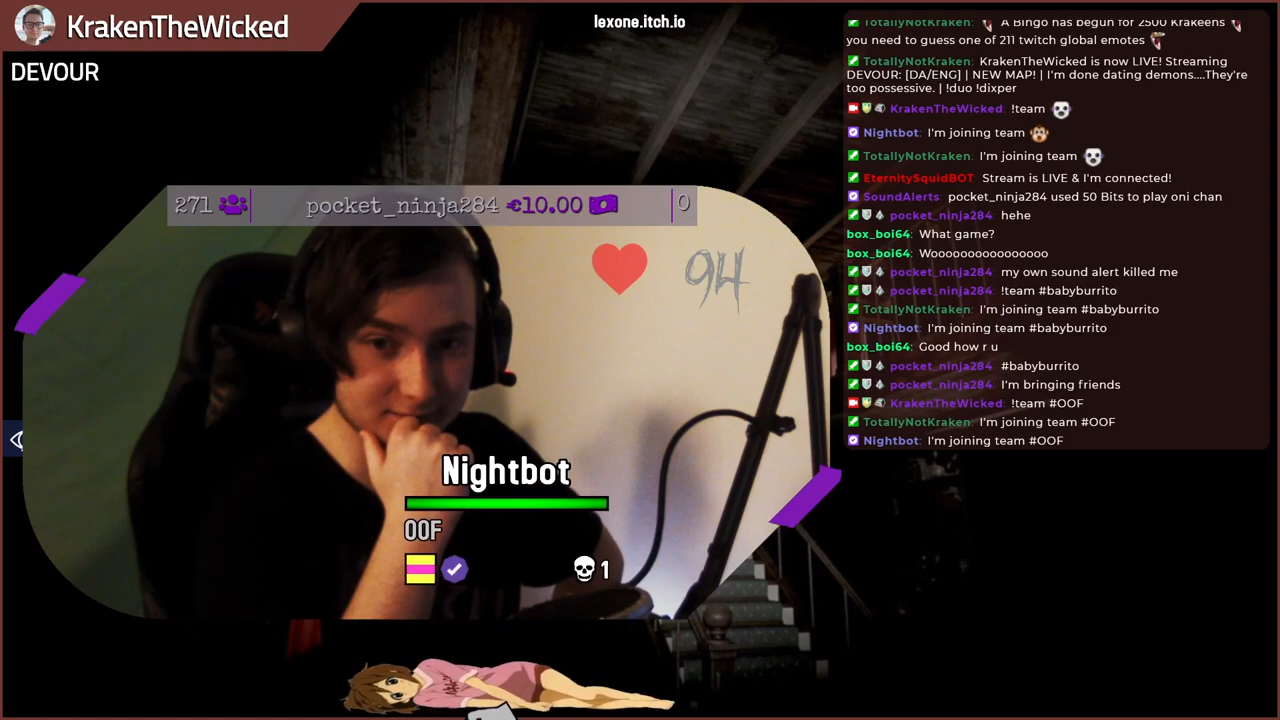 KrakenTheWicked
DEVOUR
lexone.itch.io
271
pocket_ninja284 €10.00
0
94
Nightbot
OOF
1
TotallyNotKraken: A Bingo has begun for 2500 Krakeens
you need to guess one of 211 twitch global emotes
TotallyNotKraken: KrakenTheWicked is now LIVE! Streaming
DEVOUR: [DA/ENG] | NEW MAP! | I'm done dating demons....They're
too possessive. | !duo !dixper
KrakenTheWicked: !team
Nightbot: I'm joining team
TotallyNotKraken: I'm joining team
EternitySquidBOT: Stream is LIVE & I'm connected!
SoundAlerts: pocket_ninja284 used 50 Bits to play oni chan
pocket_ninja284: hehe
box_boi64: What game?
box_boi64: Woooooooooooooooo
pocket_ninja284: my own sound alert killed me
pocket_ninja284: !team #babyburrito
TotallyNotKraken: I'm joining team #babyburrito
Nightbot: I'm joining team #babyburrito
box_boi64: Good how r u
pocket_ninja284: #babyburrito
pocket_ninja284: I'm bringing friends
KrakenTheWicked: !team #OOF
TotallyNotKraken: I'm joining team #OOF
Nightbot: I'm joining team #OOF